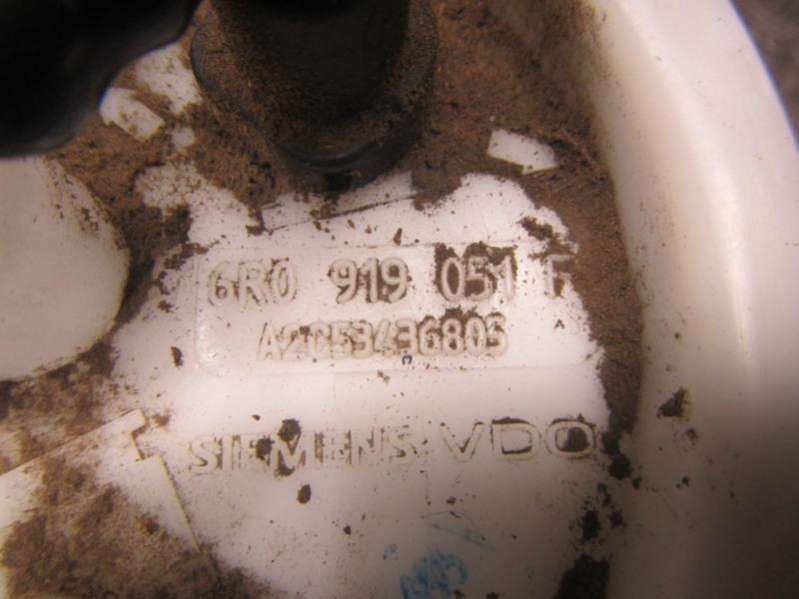 6R0 919 051 F
A2C53436805
SIEMENS VDO